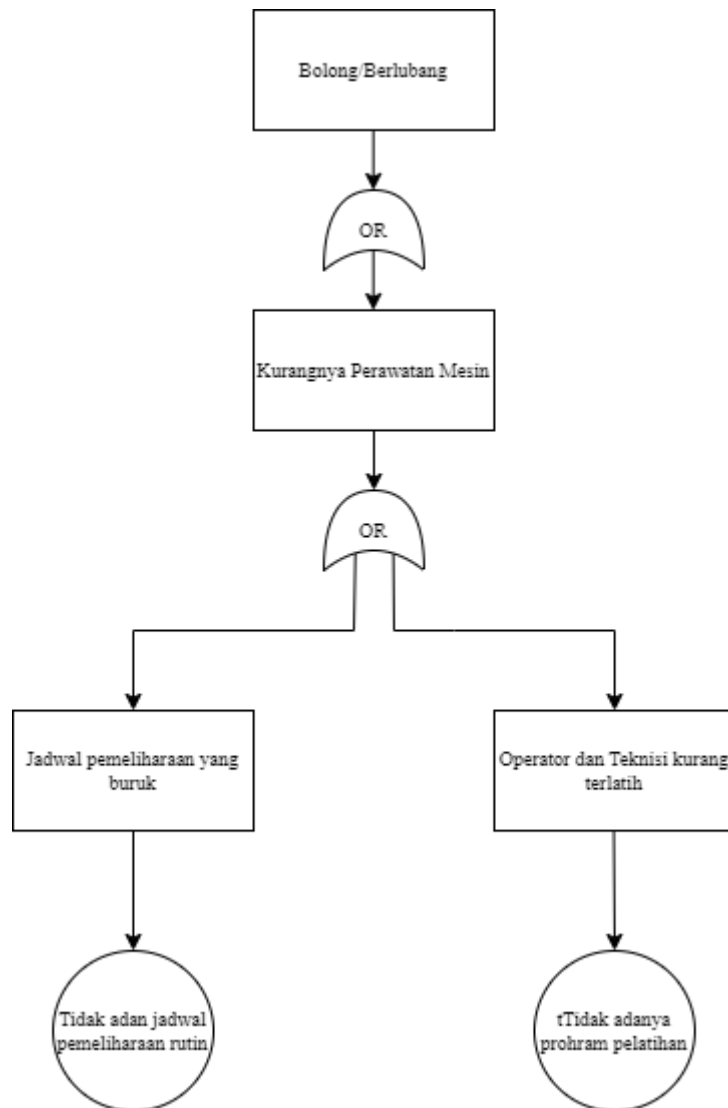 Bolong/Berlubang
OR
Kurangnya Perawatan Mesin
OR
Jadwal pemeliharaan yang
buruk
Operator dan Teknisi kurang
terlatih
Tidak adan jadwal
pemeliharaan rutin
tTidak adanya
prohram pelatihan